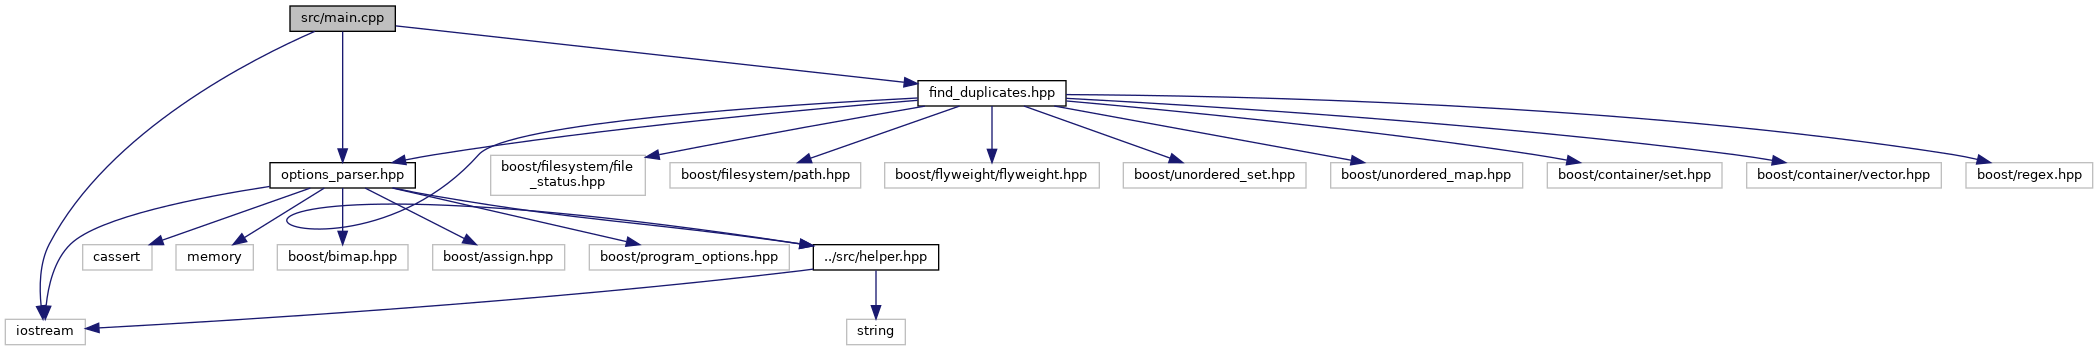 src/main.cpp
find_duplicates.hpp
options_parser.hpp
boost/filesystem/file
_status.hpp
boost/filesystem/path.hpp
boost/flyweight/flyweight.hpp
boost/unordered_set.hpp
boost/unordered_map.hpp
boost/container/set.hpp
boost/container/vector.hpp
boost/regex.hpp
cassert
memory
boost/bimap.hpp
boost/assign.hpp
boost/program_options.hpp
../src/helper.hpp
iostream
string